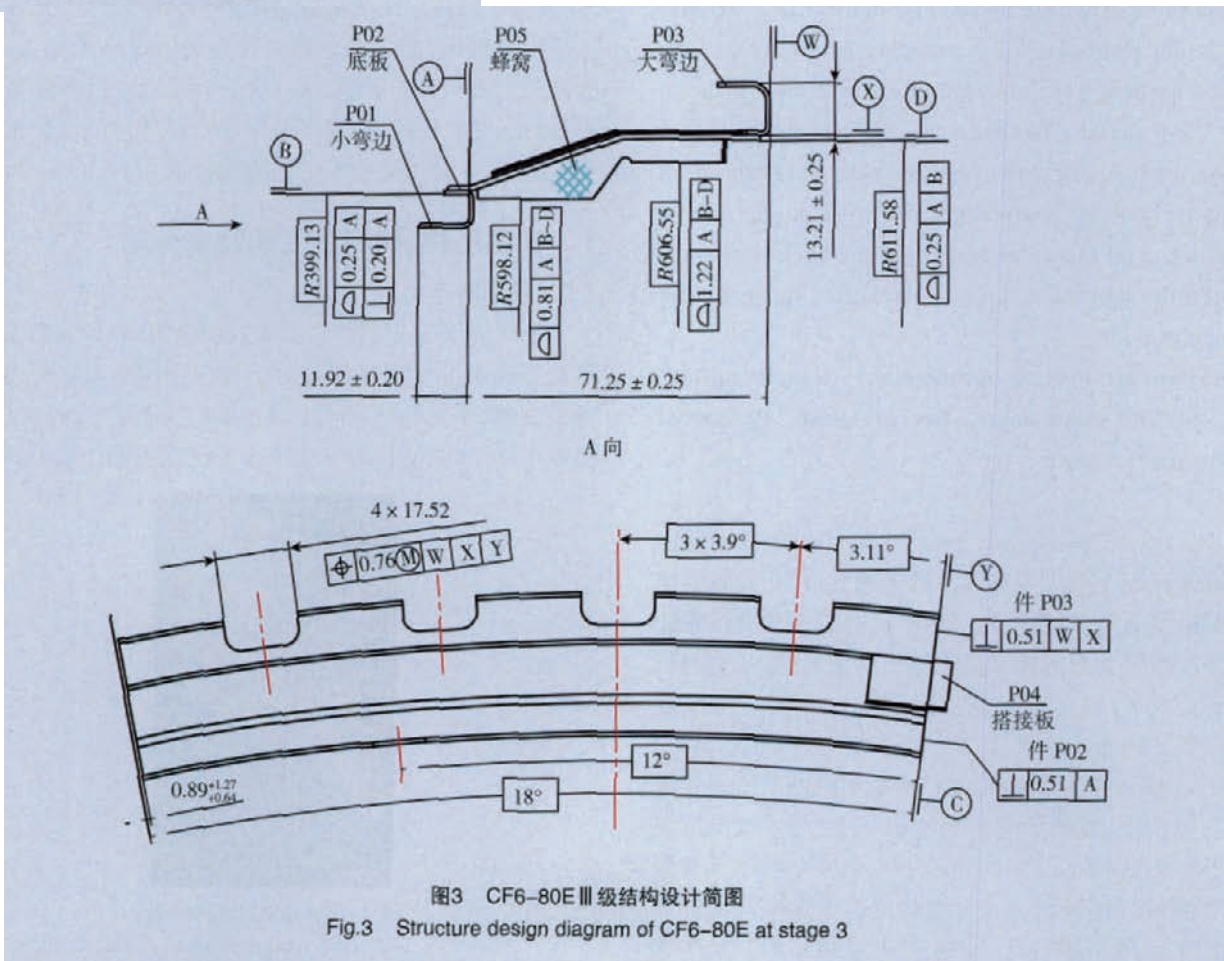 P02
底板
P05
蜂窝
P03
大弯边
W
A
P01
小弯边
X
D
B
A
R399.13
⌓ 0.25 A
⊥ 0.20 A
R598.12
⌓ 0.81 A B–D
R606.55
⌓ 1.22 A B–D
13.21 ± 0.25
R611.58
⌓ 0.25 A B
11.92 ± 0.20
71.25 ± 0.25
A 向
4 × 17.52
⌖ 0.76 Ⓜ W X Y
3 × 3.9°
3.11°
Y
件 P03
⊥ 0.51 W X
P04
搭接板
件 P02
⊥ 0.51 A
12°
0.89 +1.27 +0.64
18°
C
图3 CF6–80EⅢ级结构设计简图
Fig.3 Structure design diagram of CF6–80E at stage 3